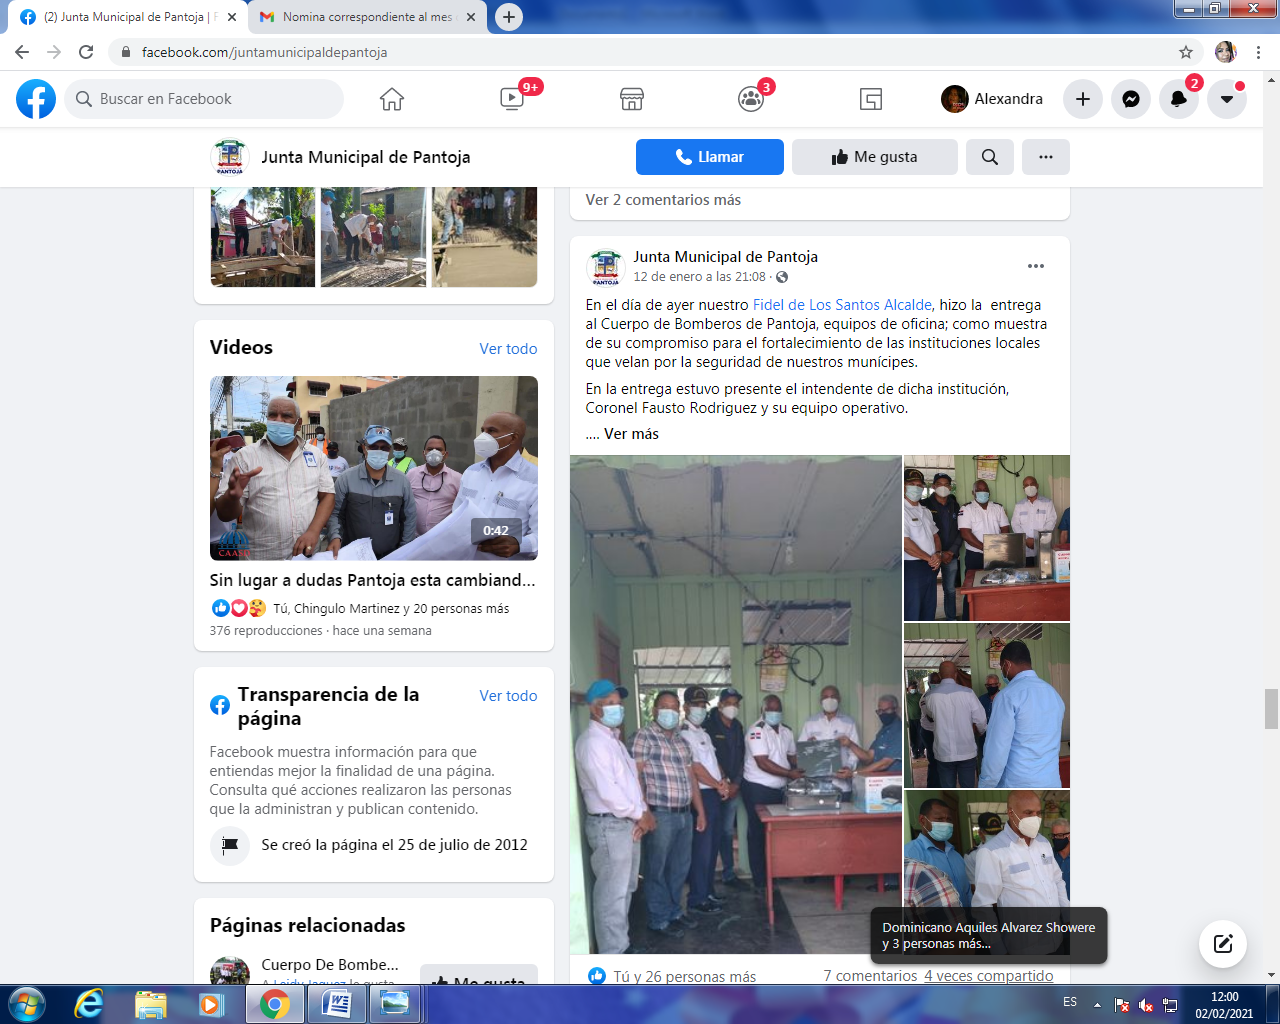 (2) Junta Municipal de Pantoja | F
Nomina correspondiente al mes
facebook.com/juntamunicipaldepantoja
Buscar en Facebook
9+
3
Alexandra
2
PANTOJA
Junta Municipal de Pantoja
Llamar
Me gusta
Ver 2 comentarios más
Videos
Ver todo
0:42
CAASD
Sin lugar a dudas Pantoja esta cambiand...
Tú, Chingulo Martinez y 20 personas más
376 reproducciones · hace una semana
Transparencia de la
página
Ver todo
Facebook muestra información para que
entiendas mejor la finalidad de una página.
Consulta qué acciones realizaron las personas
que la administran y publican contenido.
Se creó la página el 25 de julio de 2012
Páginas relacionadas
Cuerpo De Bombe...
A Leidy Jaquez le gusta
Me gusta
PANTOJA
Junta Municipal de Pantoja
12 de enero a las 21:08 ·
En el día de ayer nuestro Fidel de Los Santos Alcalde, hizo la entrega
al Cuerpo de Bomberos de Pantoja, equipos de oficina; como muestra
de su compromiso para el fortalecimiento de las instituciones locales
que velan por la seguridad de nuestros munícipes.
En la entrega estuvo presente el intendente de dicha institución,
Coronel Fausto Rodriguez y su equipo operativo.
.... Ver más
Dominicano Aquiles Alvarez Showere
y 3 personas más...
Tú y 26 personas más
7 comentarios
4 veces compartido
ES
12:00
02/02/2021